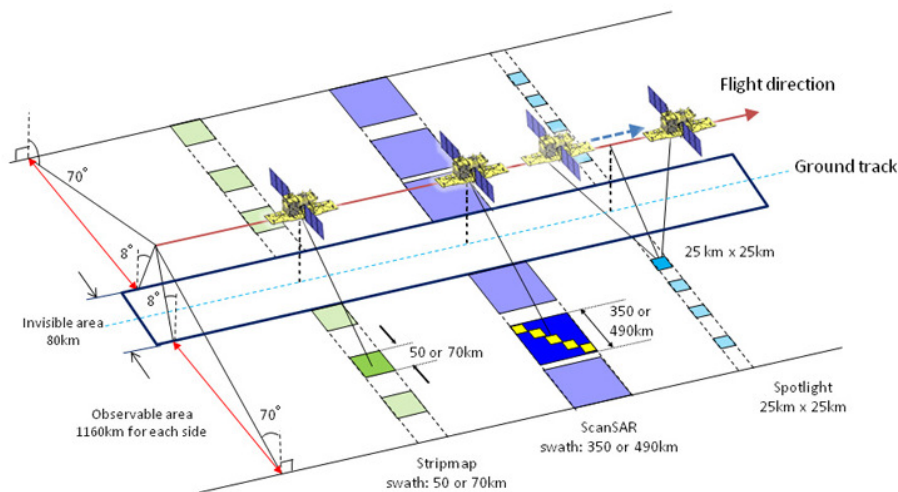 Flight direction
70°
Ground track
8°
25 km x 25km
8°
Invisible area
80km
350 or
490km
50 or 70km
Observable area
1160km for each side
70°
Spotlight
25km x 25km
ScanSAR
swath: 350 or 490km
Stripmap
swath: 50 or 70km